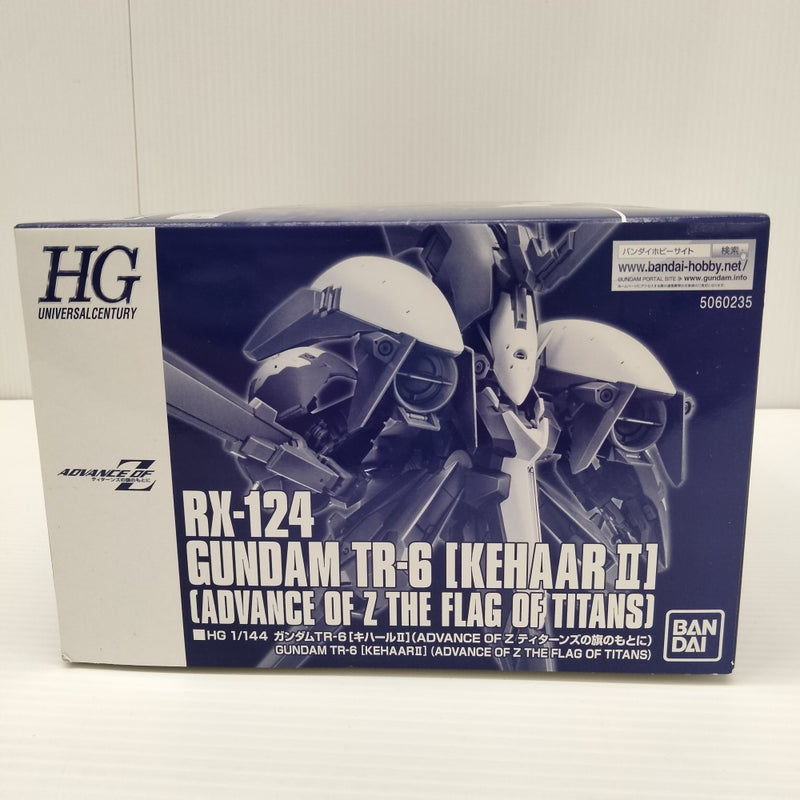 HG
UNIVERSAL CENTURY
ADVANCE OF Z
ティターンズの旗のもとに
バンダイホビーサイト 検索
www.bandai-hobby.net/
GUNDAM PORTAL SITE www.gundam.info
5060235
RX-124
GUNDAM TR-6 [KEHAAR II]
(ADVANCE OF Z THE FLAG OF TITANS)
■HG 1/144 ガンダムTR-6[キハールII](ADVANCE OF Z ティターンズの旗のもとに)
GUNDAM TR-6 [KEHAARII] (ADVANCE OF Z THE FLAG OF TITANS)
BAN
DAI